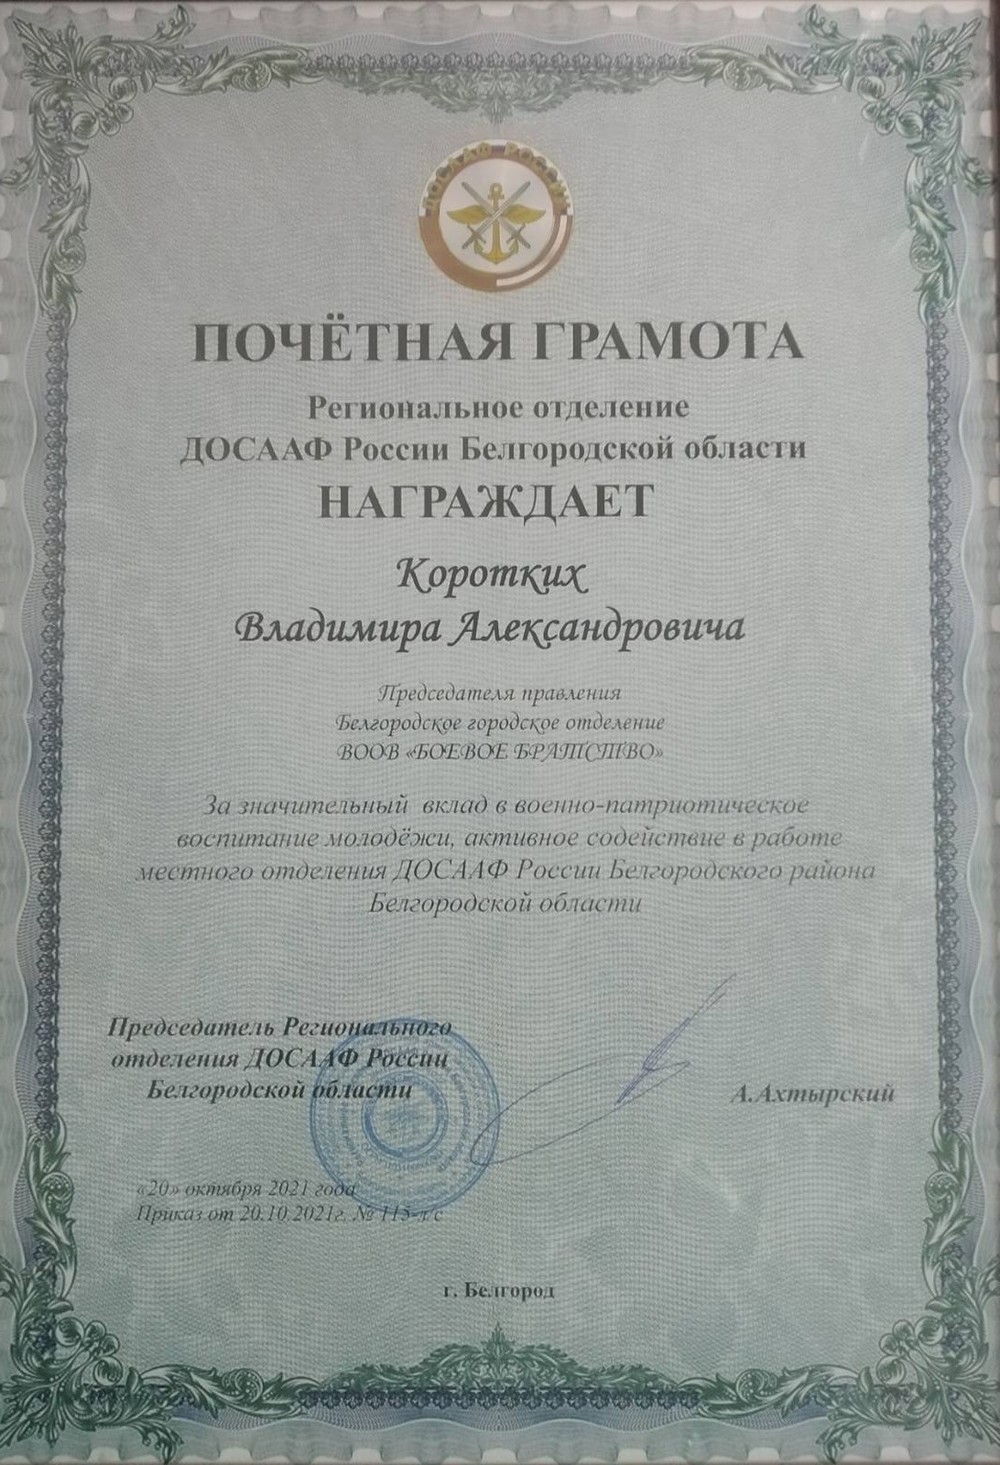 ДОСААФ РОССИИ
ПОЧЁТНАЯ ГРАМОТА
Региональное отделение
ДОСААФ России Белгородской области
НАГРАЖДАЕТ
Коротких
Владимира Александровича
Председателя правления
Белгородское городское отделение
ВООВ «БОЕВОЕ БРАТСТВО»
За значительный вклад в военно-патриотическое
воспитание молодёжи, активное содействие в работе
местного отделения ДОСААФ России Белгородского района
Белгородской области
Председатель Регионального
отделения ДОСААФ России
Белгородской области
А.Ахтырский
«20» октября 2021 года
Приказ от 20.10.2021г. № 115-л/с
г. Белгород